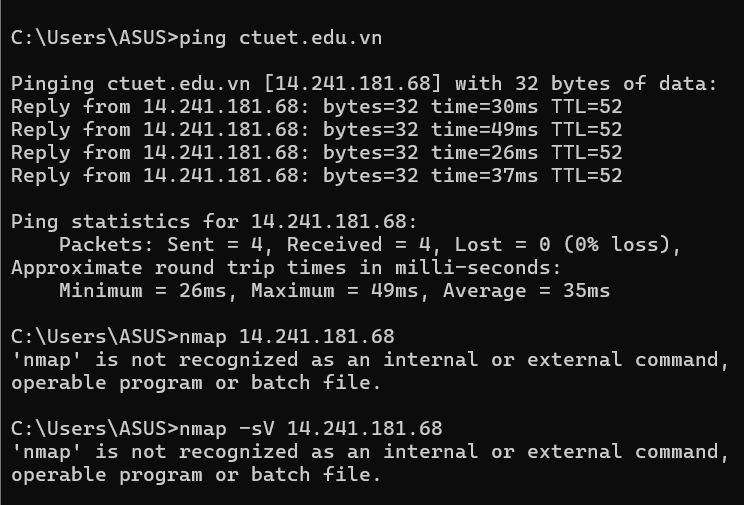 C:\Users\ASUS>ping ctuet.edu.vn
Pinging ctuet.edu.vn [14.241.181.68] with 32 bytes of data:
Reply from 14.241.181.68: bytes=32 time=30ms TTL=52
Reply from 14.241.181.68: bytes=32 time=49ms TTL=52
Reply from 14.241.181.68: bytes=32 time=26ms TTL=52
Reply from 14.241.181.68: bytes=32 time=37ms TTL=52
Ping statistics for 14.241.181.68:
    Packets: Sent = 4, Received = 4, Lost = 0 (0% loss),
Approximate round trip times in milli-seconds:
    Minimum = 26ms, Maximum = 49ms, Average = 35ms
C:\Users\ASUS>nmap 14.241.181.68
'nmap' is not recognized as an internal or external command,
operable program or batch file.
C:\Users\ASUS>nmap -sV 14.241.181.68
'nmap' is not recognized as an internal or external command,
operable program or batch file.